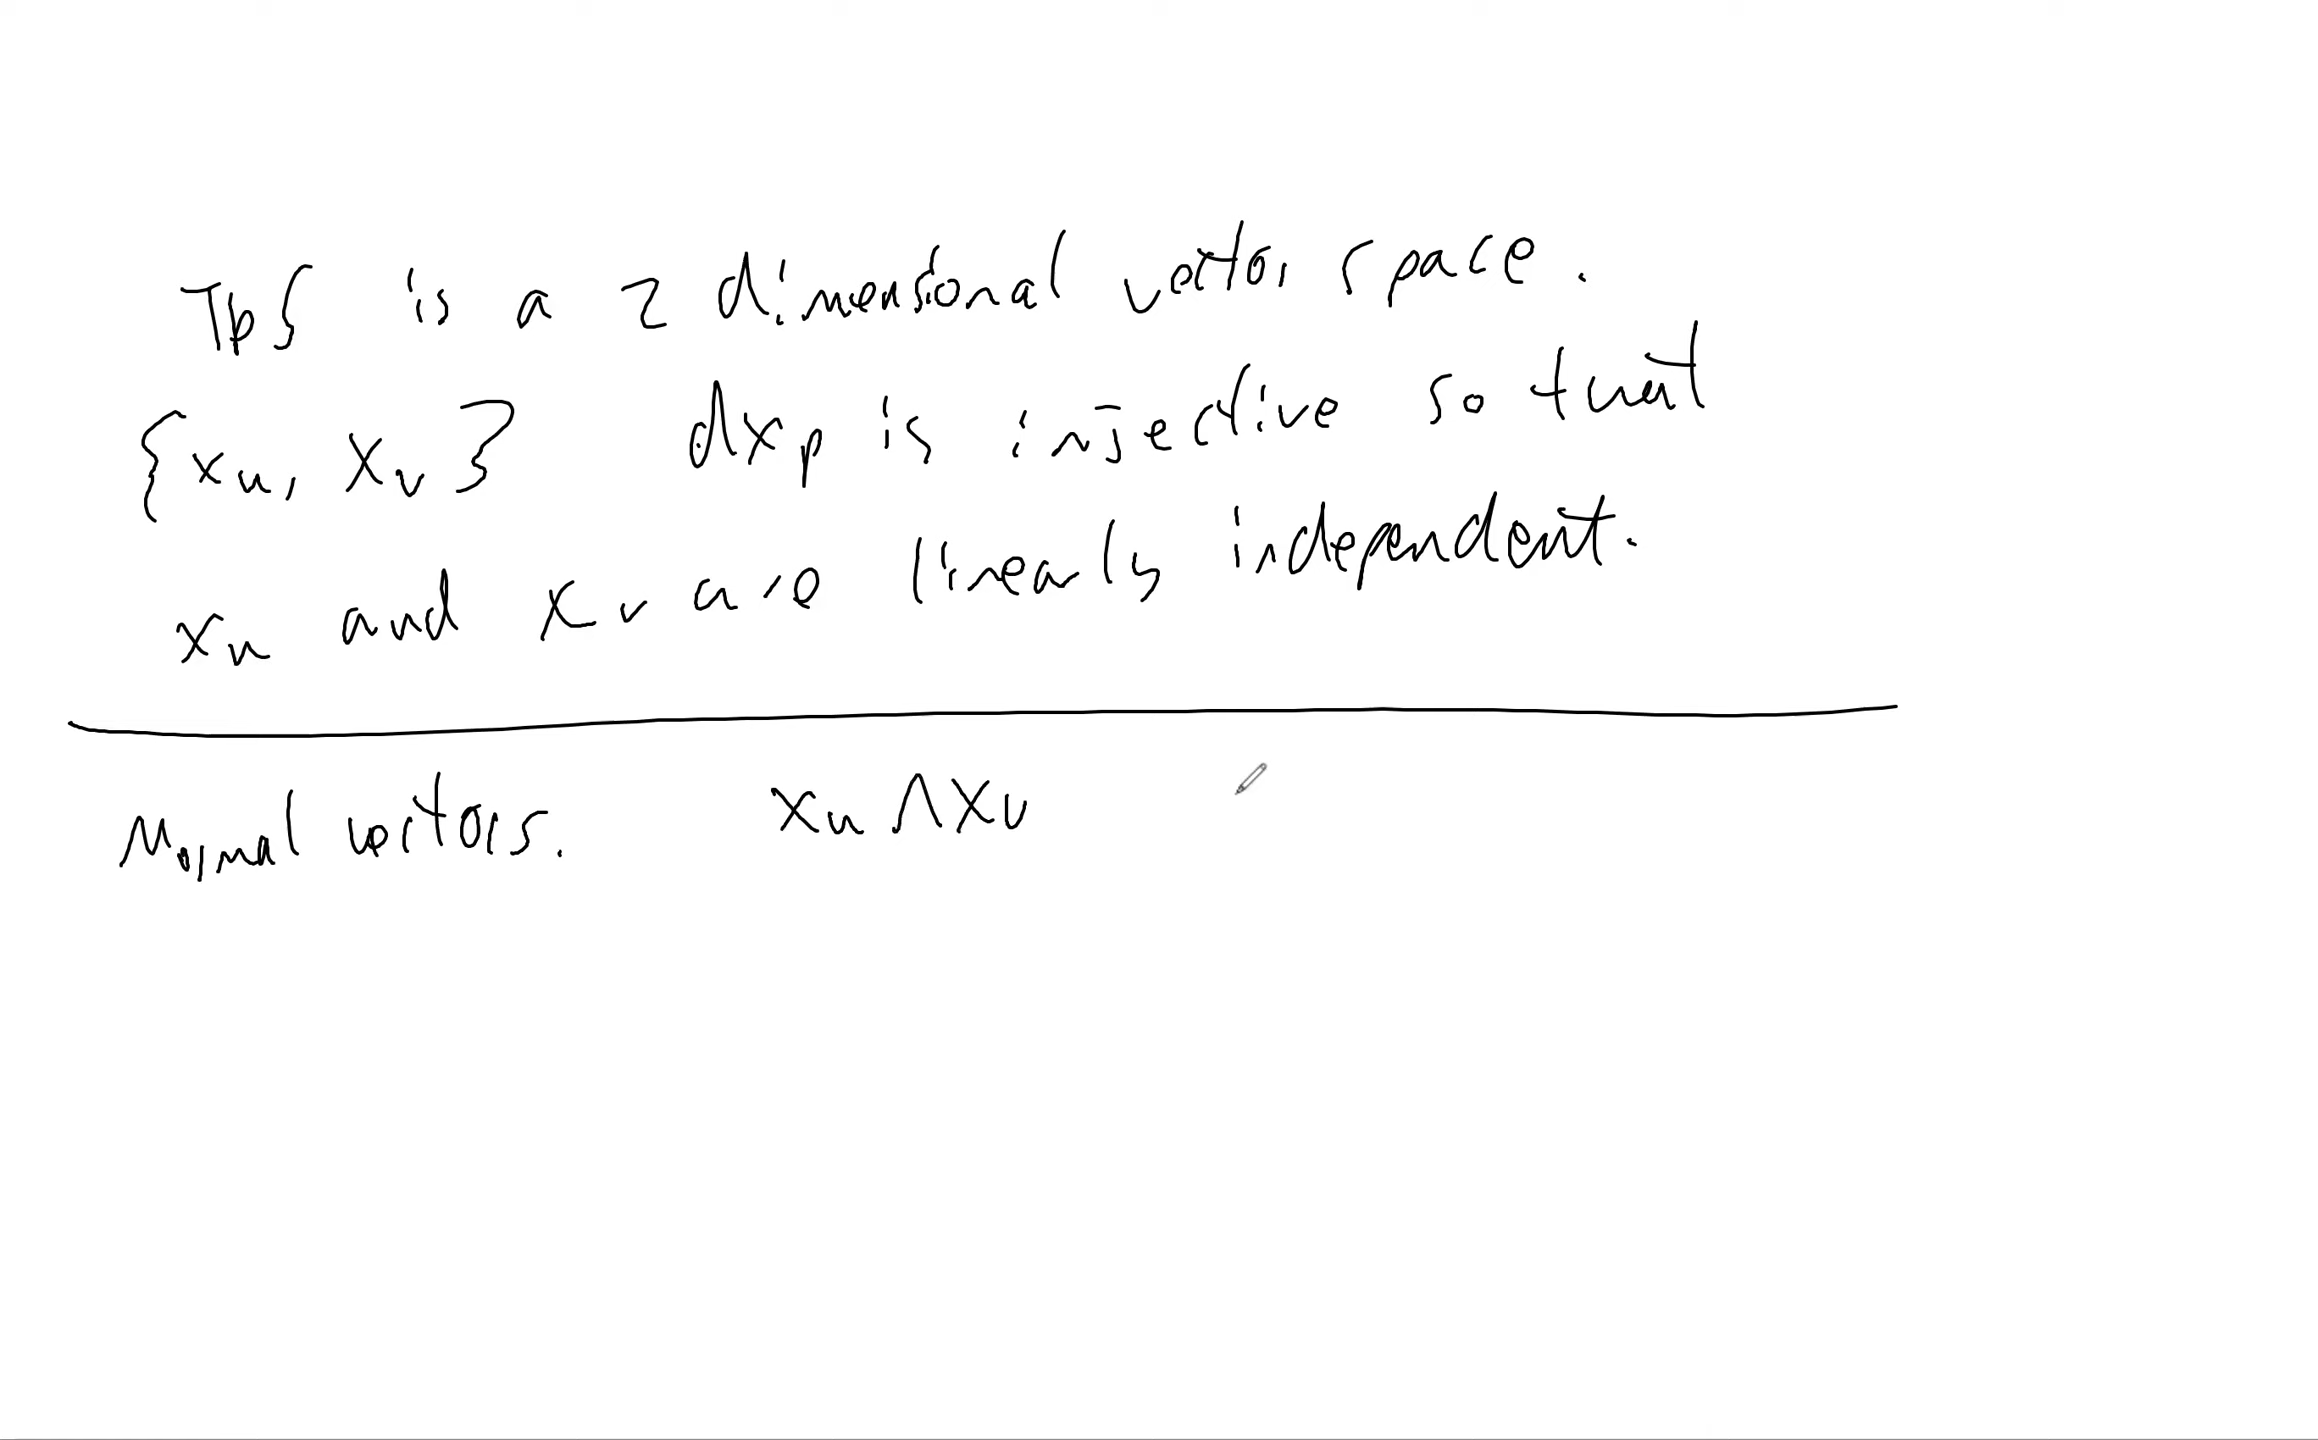 TpS is a 2 dimensional vector space.
{xu, xv} dxp is injective so that
xu and xv are linearly independent.
Normal vectors. xu ∧ xv